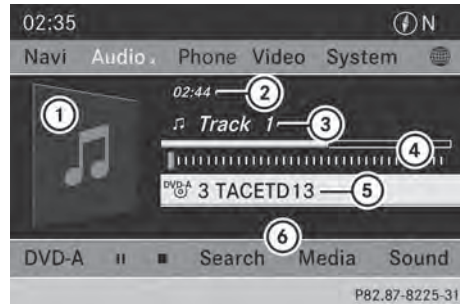 02:35 N
Navi Audio Phone Video System
1
02:44 2
Track 1 3
4
DVD-A 3 TACETD13 5
6
DVD-A Search Media Sound
P82.87-8225-31